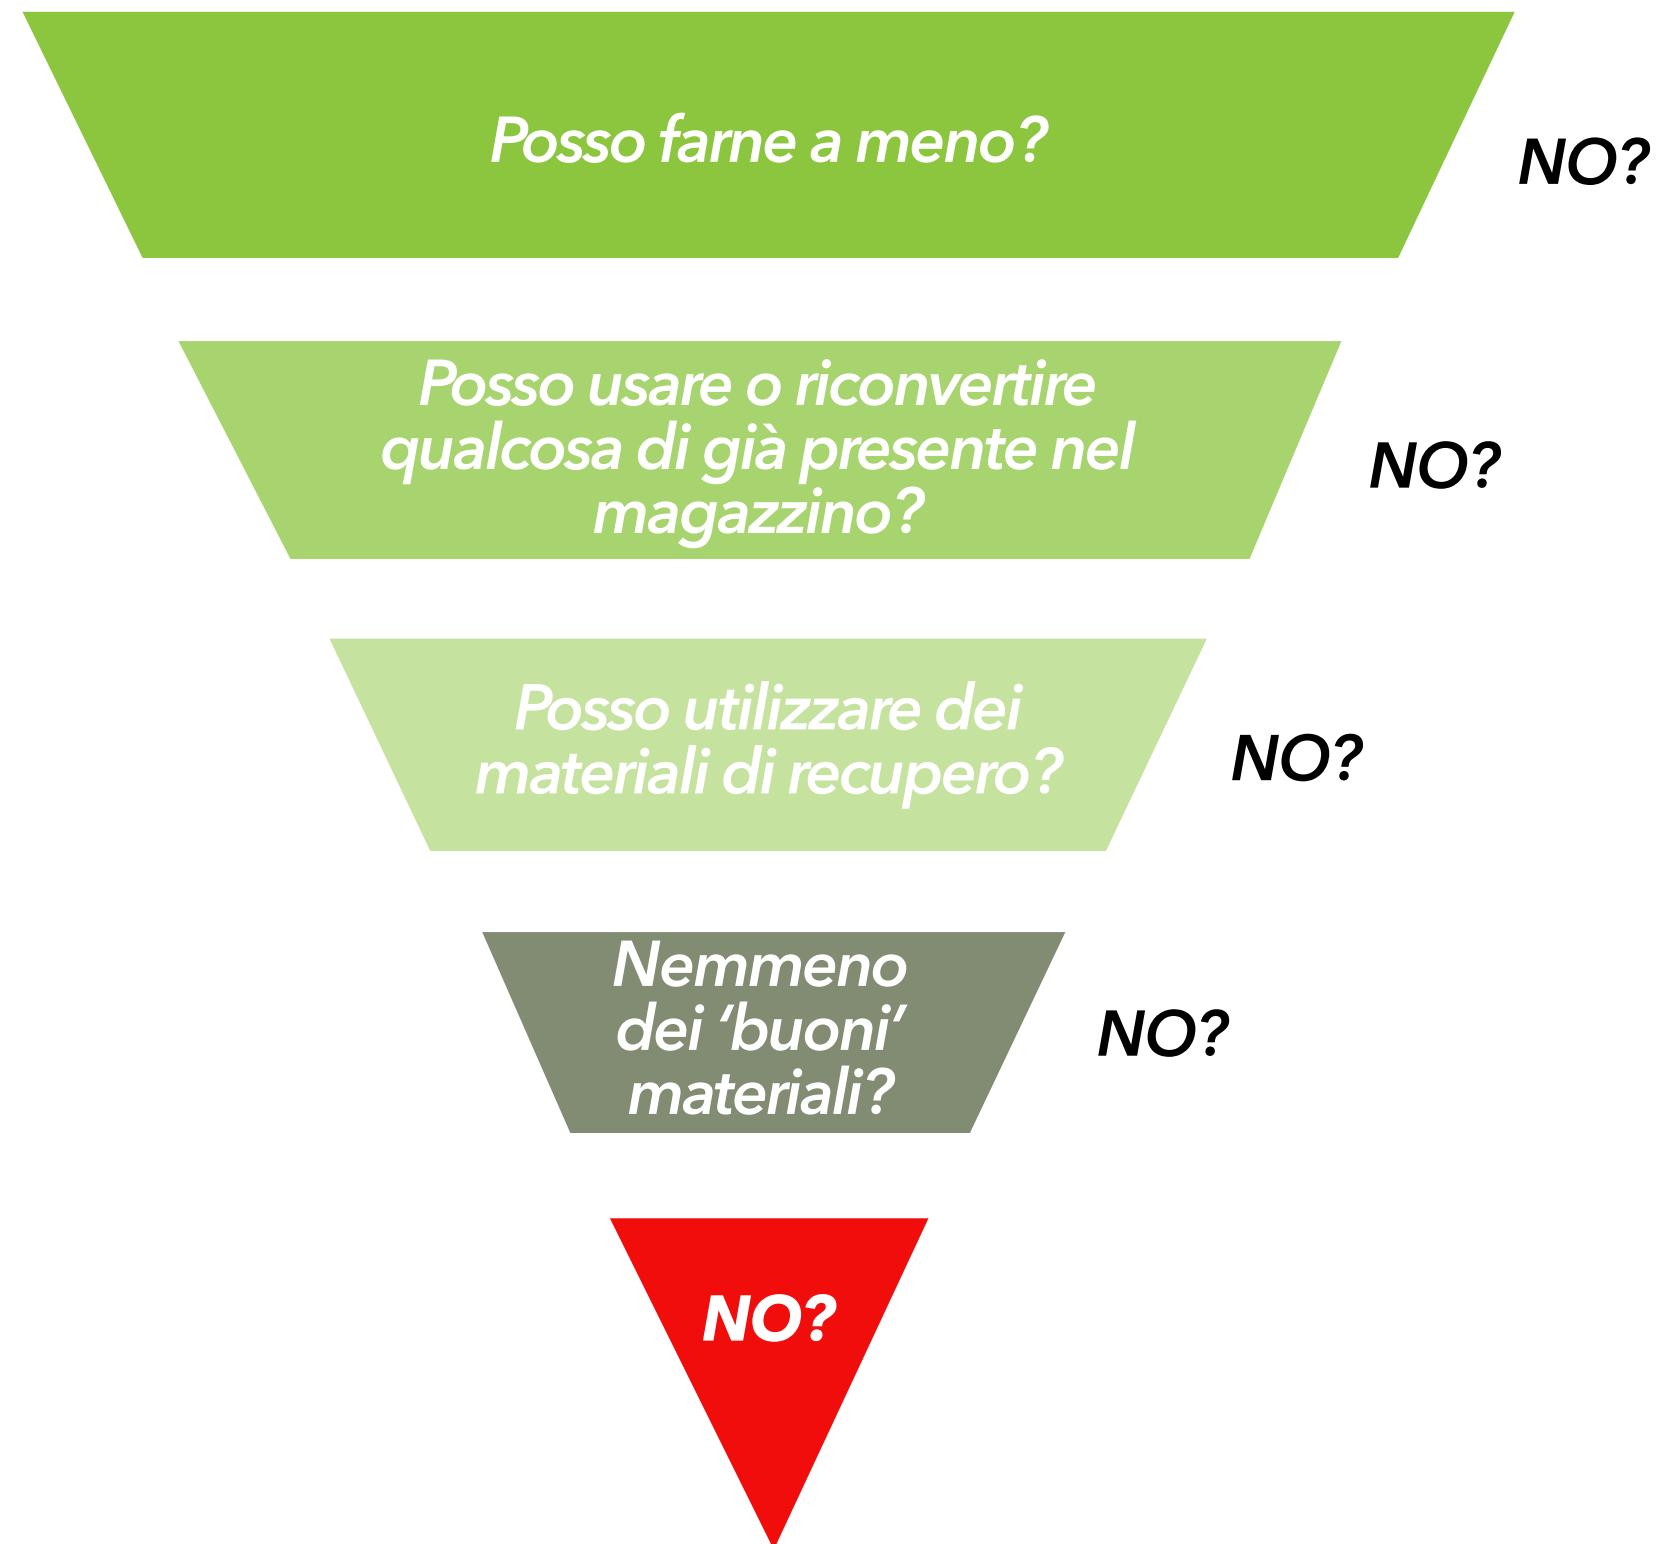 Posso farne a meno?
NO?
Posso usare o riconvertire
qualcosa di già presente nel
magazzino?
NO?
Posso utilizzare dei
materiali di recupero?
NO?
Nemmeno
dei ‘buoni’
materiali?
NO?
NO?